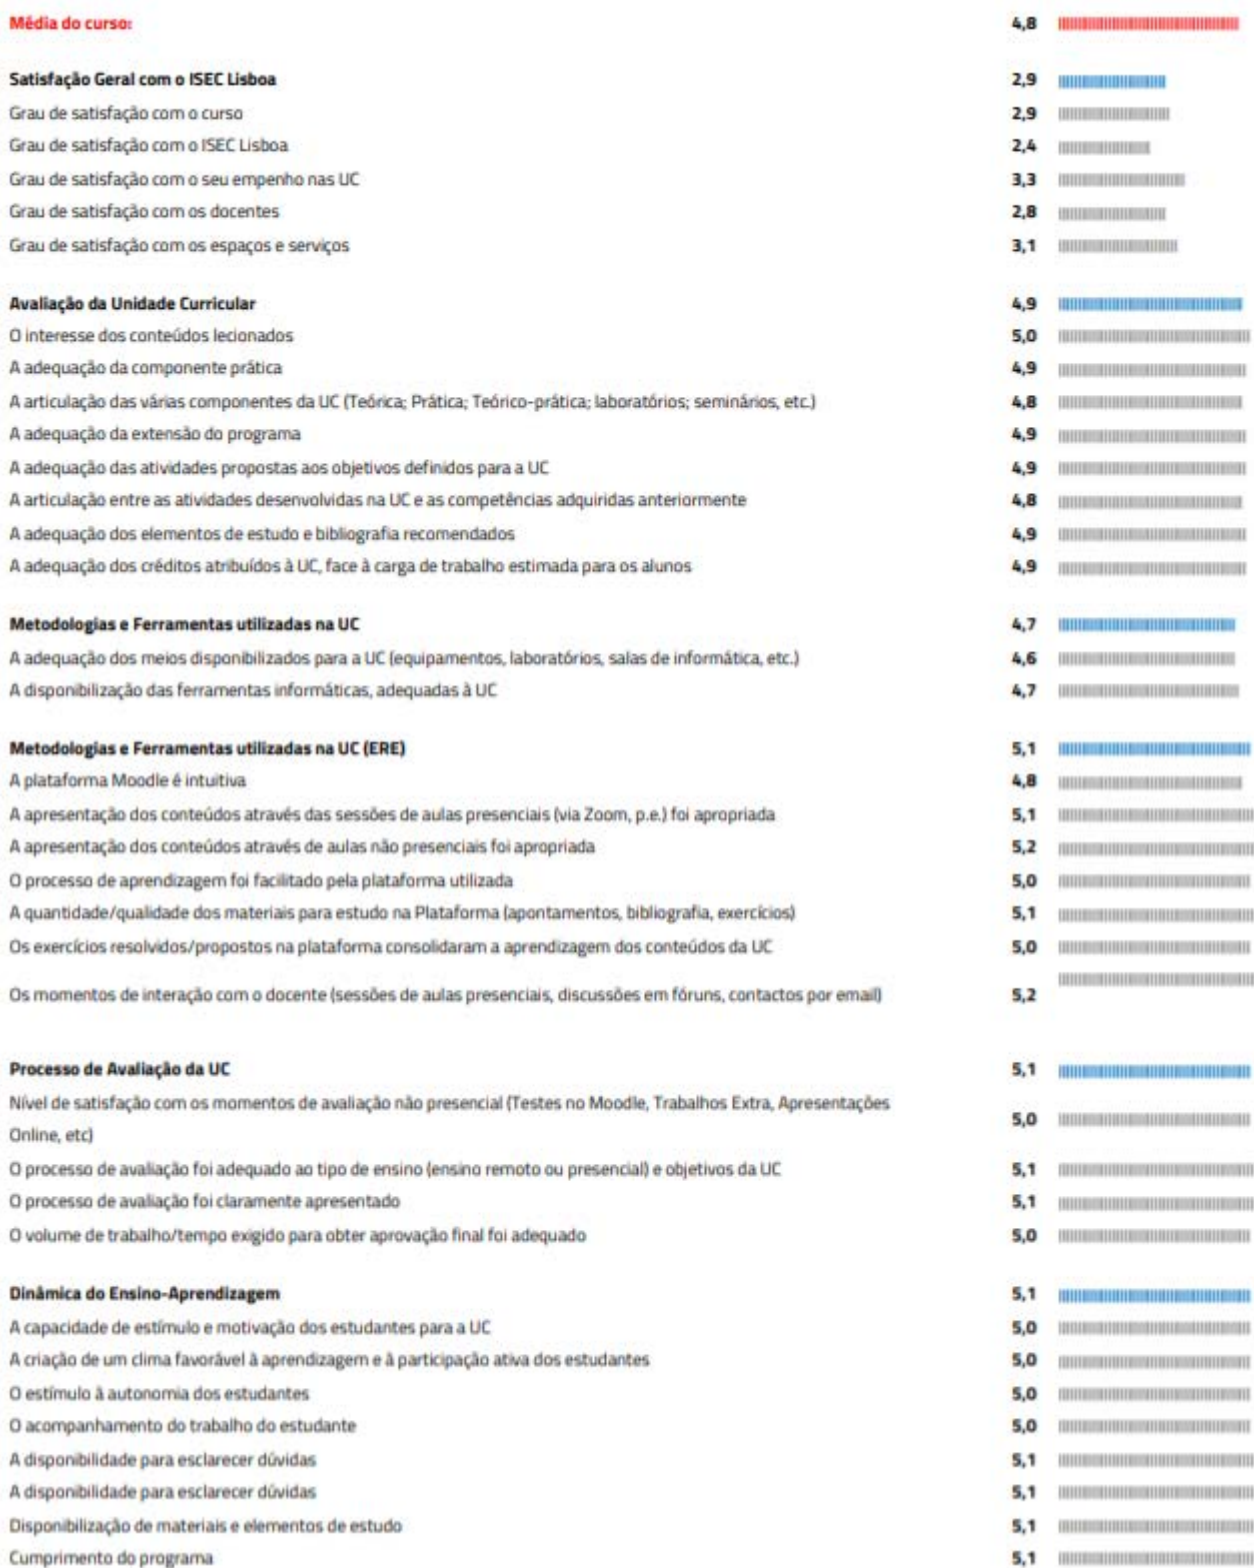 Média do curso: 4,8
Satisfação Geral com o ISEC Lisboa 2,9
Grau de satisfação com o curso 2,9
Grau de satisfação com o ISEC Lisboa 2,4
Grau de satisfação com o seu empenho nas UC 3,3
Grau de satisfação com os docentes 2,8
Grau de satisfação com os espaços e serviços 3,1
Avaliação da Unidade Curricular 4,9
O interesse dos conteúdos lecionados 5,0
A adequação da componente prática 4,9
A articulação das várias componentes da UC (Teórica; Prática; Teórico-prática; laboratórios; seminários, etc.) 4,8
A adequação da extensão do programa 4,9
A adequação das atividades propostas aos objetivos definidos para a UC 4,9
A articulação entre as atividades desenvolvidas na UC e as competências adquiridas anteriormente 4,8
A adequação dos elementos de estudo e bibliografia recomendados 4,9
A adequação dos créditos atribuídos à UC, face à carga de trabalho estimada para os alunos 4,9
Metodologias e Ferramentas utilizadas na UC 4,7
A adequação dos meios disponibilizados para a UC (equipamentos, laboratórios, salas de informática, etc.) 4,6
A disponibilização das ferramentas informáticas, adequadas à UC 4,7
Metodologias e Ferramentas utilizadas na UC (ERE) 5,1
A plataforma Moodle é intuitiva 4,8
A apresentação dos conteúdos através das sessões de aulas presenciais (via Zoom, p.e.) foi apropriada 5,1
A apresentação dos conteúdos através de aulas não presenciais foi apropriada 5,2
O processo de aprendizagem foi facilitado pela plataforma utilizada 5,0
A quantidade/qualidade dos materiais para estudo na Plataforma (apontamentos, bibliografia, exercícios) 5,1
Os exercícios resolvidos/propostos na plataforma consolidaram a aprendizagem dos conteúdos da UC 5,0
Os momentos de interação com o docente (sessões de aulas presenciais, discussões em fóruns, contactos por email) 5,2
Processo de Avaliação da UC 5,1
Nível de satisfação com os momentos de avaliação não presencial (Testes no Moodle, Trabalhos Extra, Apresentações
Online, etc) 5,0
O processo de avaliação foi adequado ao tipo de ensino (ensino remoto ou presencial) e objetivos da UC 5,1
O processo de avaliação foi claramente apresentado 5,1
O volume de trabalho/tempo exigido para obter aprovação final foi adequado 5,0
Dinâmica do Ensino-Aprendizagem 5,1
A capacidade de estímulo e motivação dos estudantes para a UC 5,0
A criação de um clima favorável à aprendizagem e à participação ativa dos estudantes 5,0
O estímulo à autonomia dos estudantes 5,0
O acompanhamento do trabalho do estudante 5,0
A disponibilidade para esclarecer dúvidas 5,1
A disponibilidade para esclarecer dúvidas 5,1
Disponibilização de materiais e elementos de estudo 5,1
Cumprimento do programa 5,1